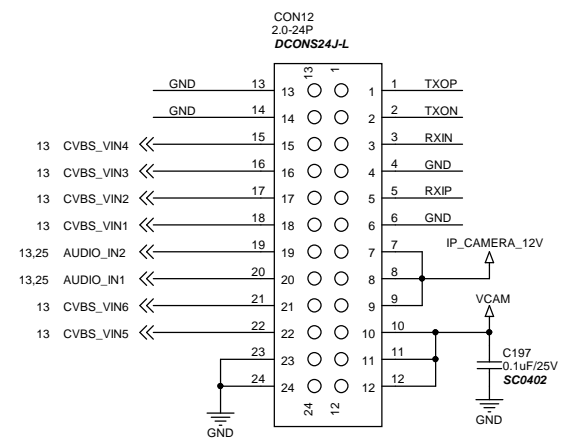 CON12
2.0-24P
DCONS24J-L
13 1
GND 13 13 1 1 TXOP
GND 14 14 2 2 TXON
13 CVBS_VIN4 15 15 3 3 RXIN
13 CVBS_VIN3 16 16 4 4 GND
13 CVBS_VIN2 17 17 5 5 RXIP
13 CVBS_VIN1 18 18 6 6 GND
IP_CAMERA_12V
13,25 AUDIO_IN2 19 19 7 7
13,25 AUDIO_IN1 20 20 8 8
13 CVBS_VIN6 21 21 9 9
VCAM
13 CVBS_VIN5 22 22 10 10
23 23 11 11
C197
0.1uF/25V
SC0402
24 24 12 12
24 12
GND
GND